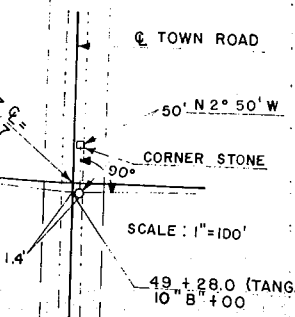 ℄ TOWN ROAD
50' N 2° 50' W
CORNER STONE
90°
SCALE: 1"=100'
1.4'
49 + 28.0 (TANG.
10 "B" + 00